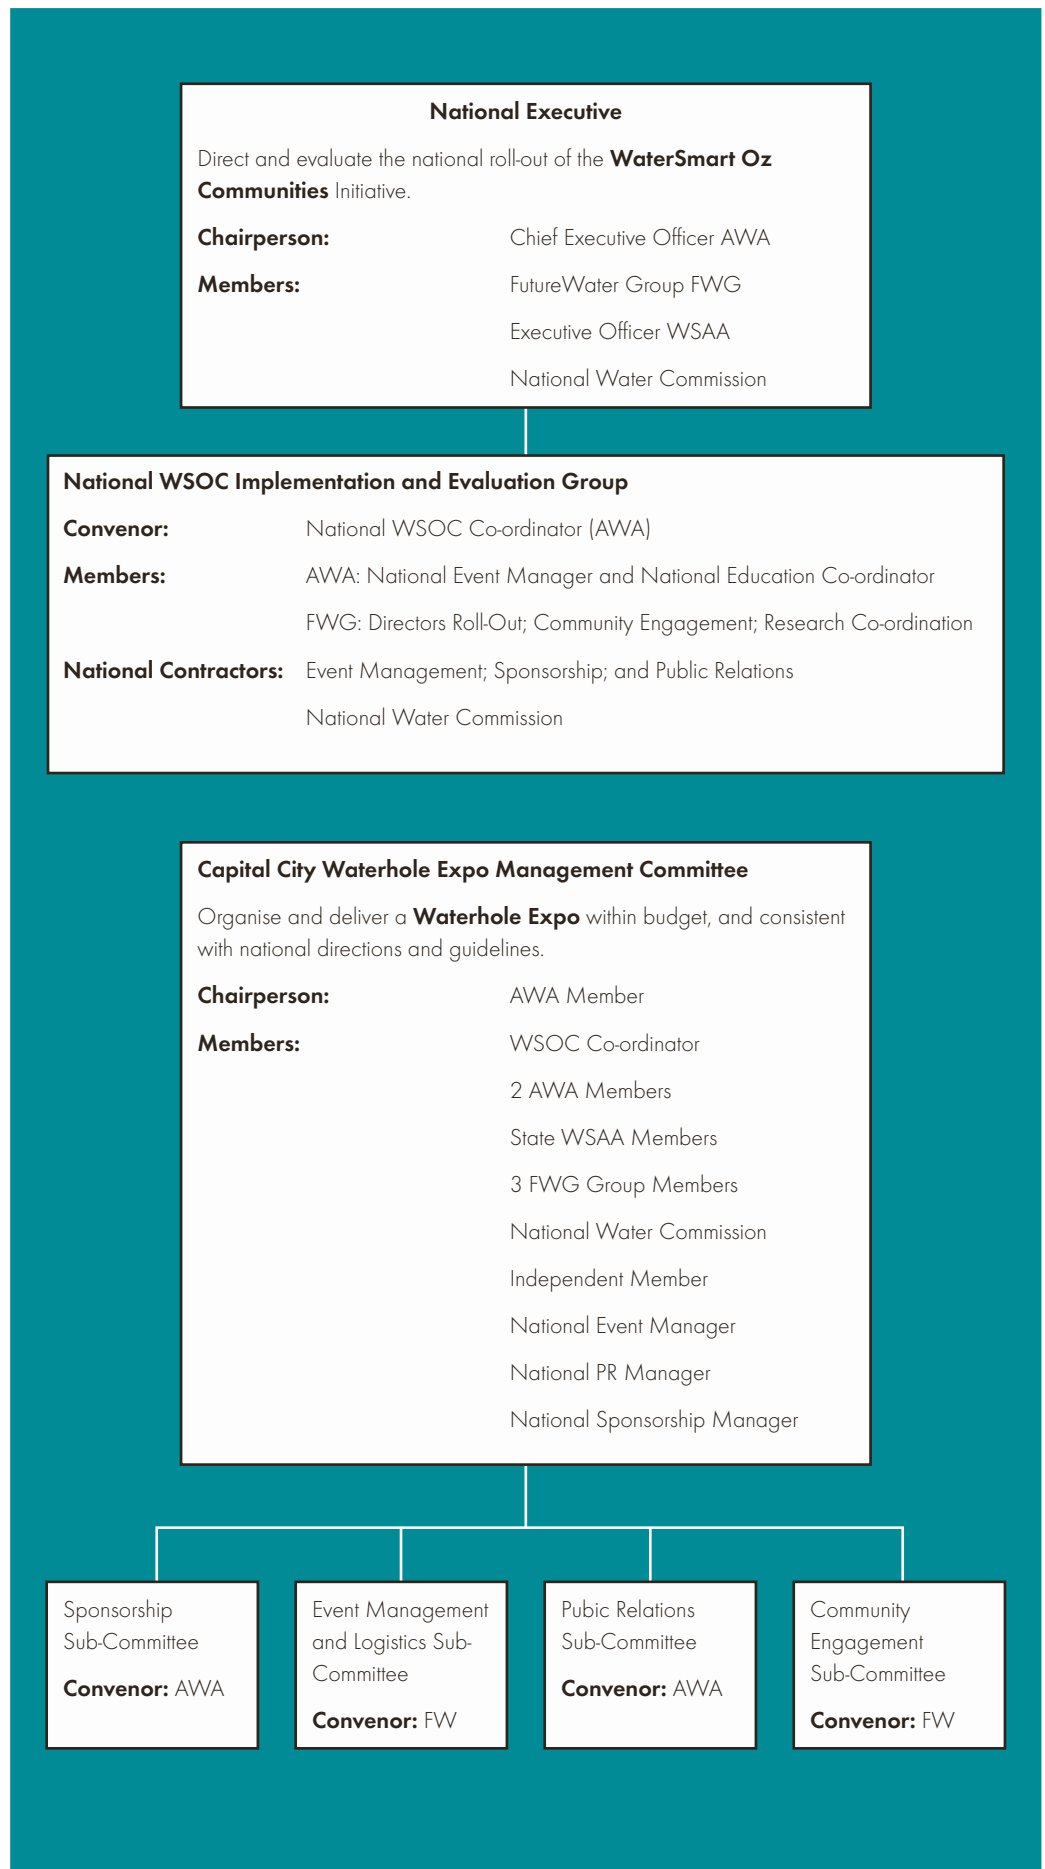 National Executive
Direct and evaluate the national roll-out of the WaterSmart Oz
Communities Initiative.
Chairperson: Chief Executive Officer AWA
Members: FutureWater Group FWG
Executive Officer WSAA
National Water Commission
National WSOC Implementation and Evaluation Group
Convenor: National WSOC Co-ordinator (AWA)
Members: AWA: National Event Manager and National Education Co-ordinator
FWG: Directors Roll-Out; Community Engagement; Research Co-ordination
National Contractors: Event Management; Sponsorship; and Public Relations
National Water Commission
Capital City Waterhole Expo Management Committee
Organise and deliver a Waterhole Expo within budget, and consistent
with national directions and guidelines.
Chairperson: AWA Member
Members: WSOC Co-ordinator
2 AWA Members
State WSAA Members
3 FWG Group Members
National Water Commission
Independent Member
National Event Manager
National PR Manager
National Sponsorship Manager
Sponsorship
Sub-Committee
Convenor: AWA
Event Management
and Logistics Sub-
Committee
Convenor: FW
Pubic Relations
Sub-Committee
Convenor: AWA
Community
Engagement
Sub-Committee
Convenor: FW